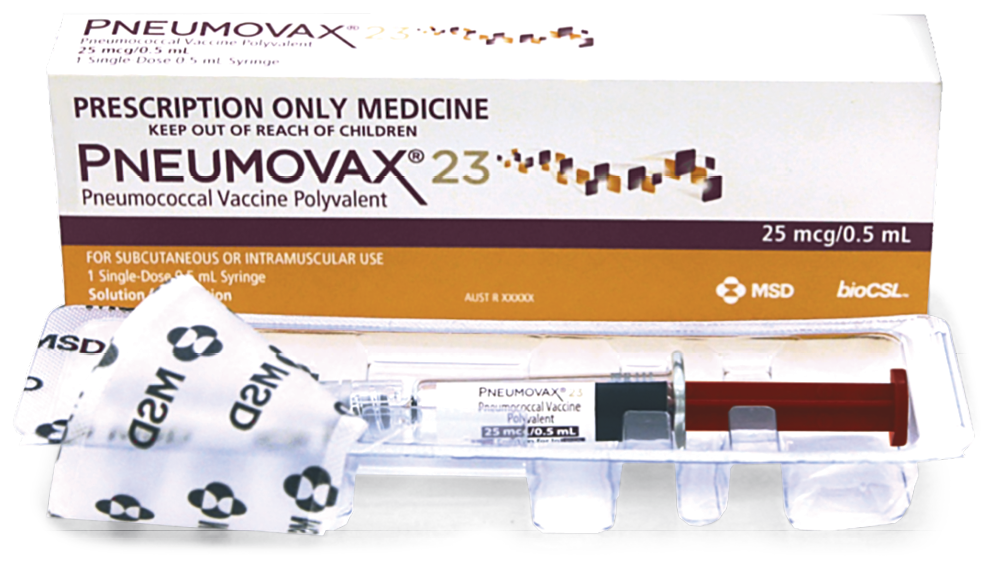 PNEUMOVAX® 23
Pneumococcal Vaccine Polyvalent
25 mcg/0.5 mL
1 Single-Dose 0.5 mL Syringe
PRESCRIPTION ONLY MEDICINE
KEEP OUT OF REACH OF CHILDREN
PNEUMOVAX® 23
Pneumococcal Vaccine Polyvalent
25 mcg/0.5 mL
FOR SUBCUTANEOUS OR INTRAMUSCULAR USE
1 Single-Dose 0.5 mL Syringe
Solution
AUST R XXXXX
MSD
bioCSL™
MSD
MSD
MSD
PNEUMOVAX® 23
Pneumococcal Vaccine
Polyvalent
25 mcg/0.5 mL